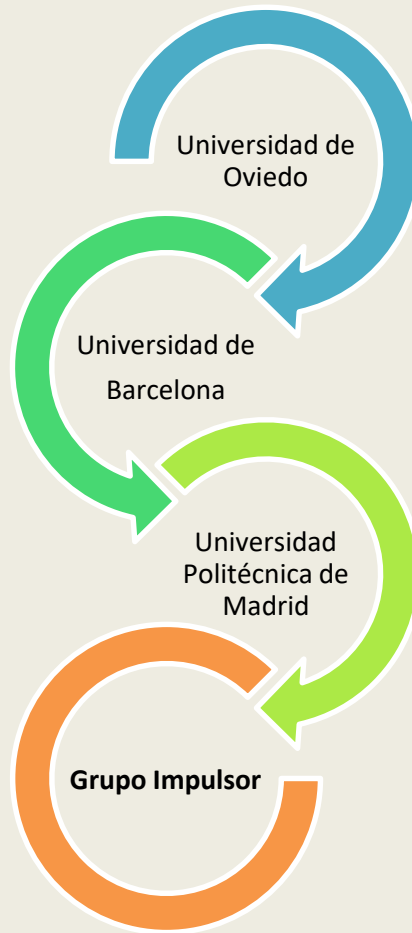 Universidad de
Oviedo
Universidad de
Barcelona
Universidad
Politécnica de
Madrid
Grupo Impulsor